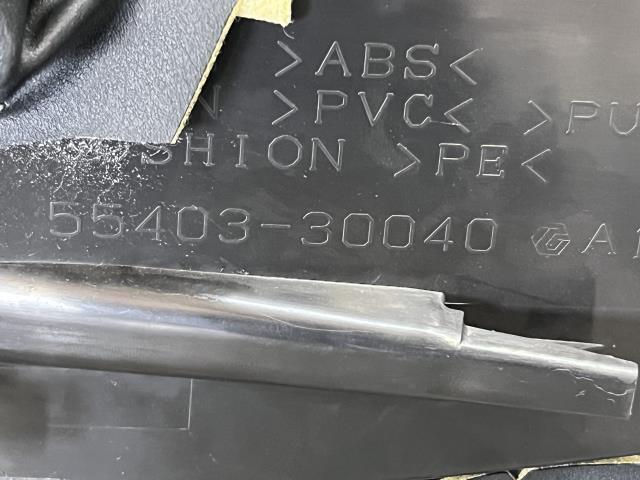 >ABS<
N >PVC< >PU
SHION >PE<
55403-30040 A